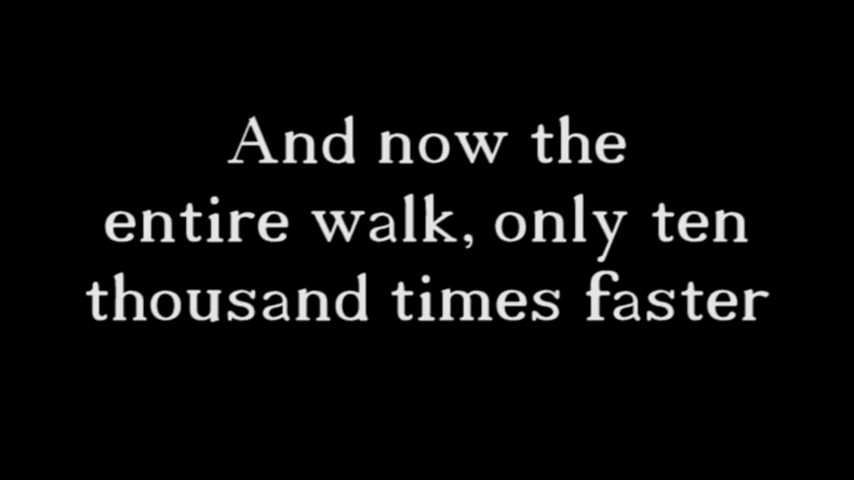 And now the
entire walk, only ten
thousand times faster